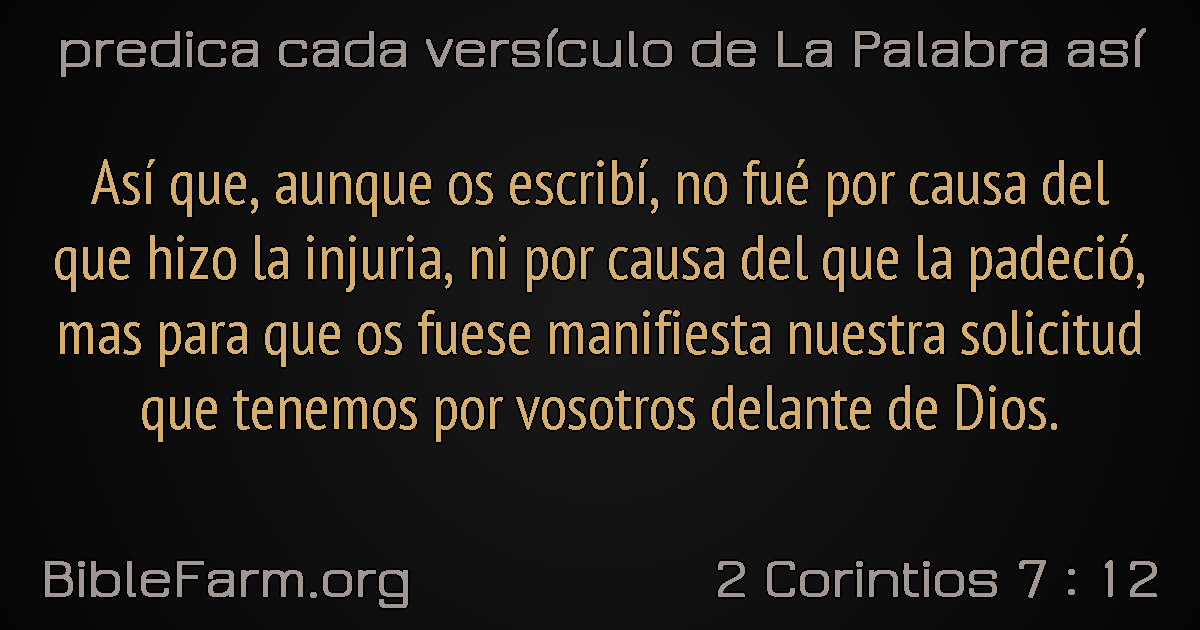 predica cada versículo de La Palabra así
Así que, aunque os escribí, no fué por causa del
que hizo la injuria, ni por causa del que la padeció,
mas para que os fuese manifiesta nuestra solicitud
que tenemos por vosotros delante de Dios.
BibleFarm.org
2 Corintios 7 : 12